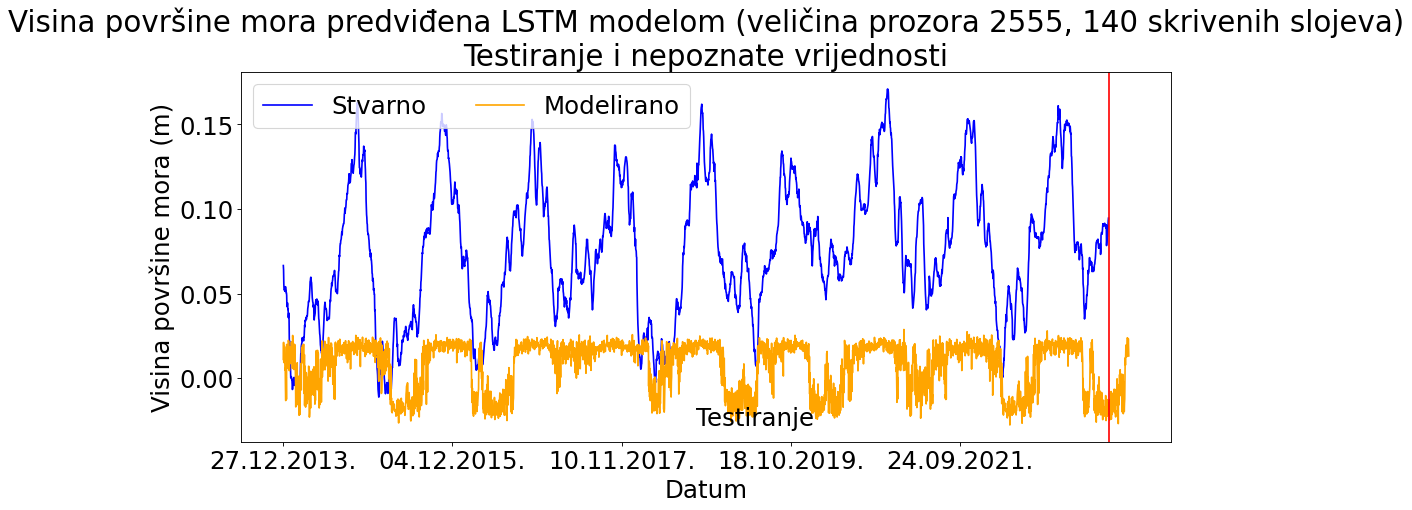 Visina površine mora predviđena LSTM modelom (veličina prozora 2555, 140 skrivenih slojeva)
Testiranje i nepoznate vrijednosti
Stvarno Modelirano
Visina površine mora (m)
0.15
0.10
0.05
0.00
Testiranje
27.12.2013. 04.12.2015. 10.11.2017. 18.10.2019. 24.09.2021.
Datum